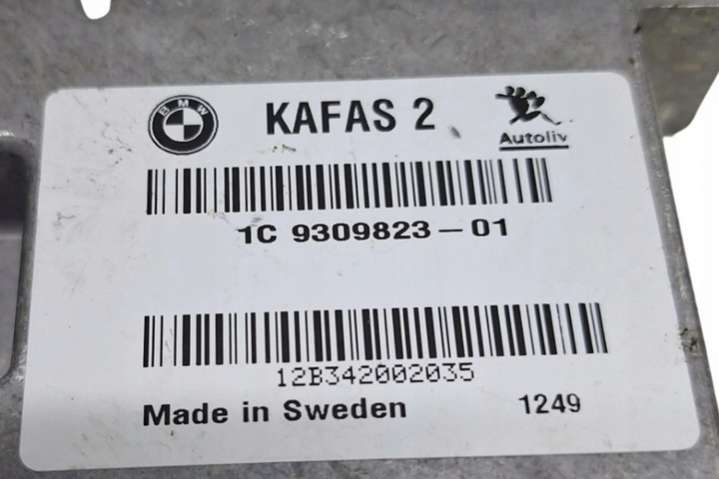 BMW
KAFAS 2
Autoliv
1C 9309823-01
12B342002035
Made in Sweden 1249